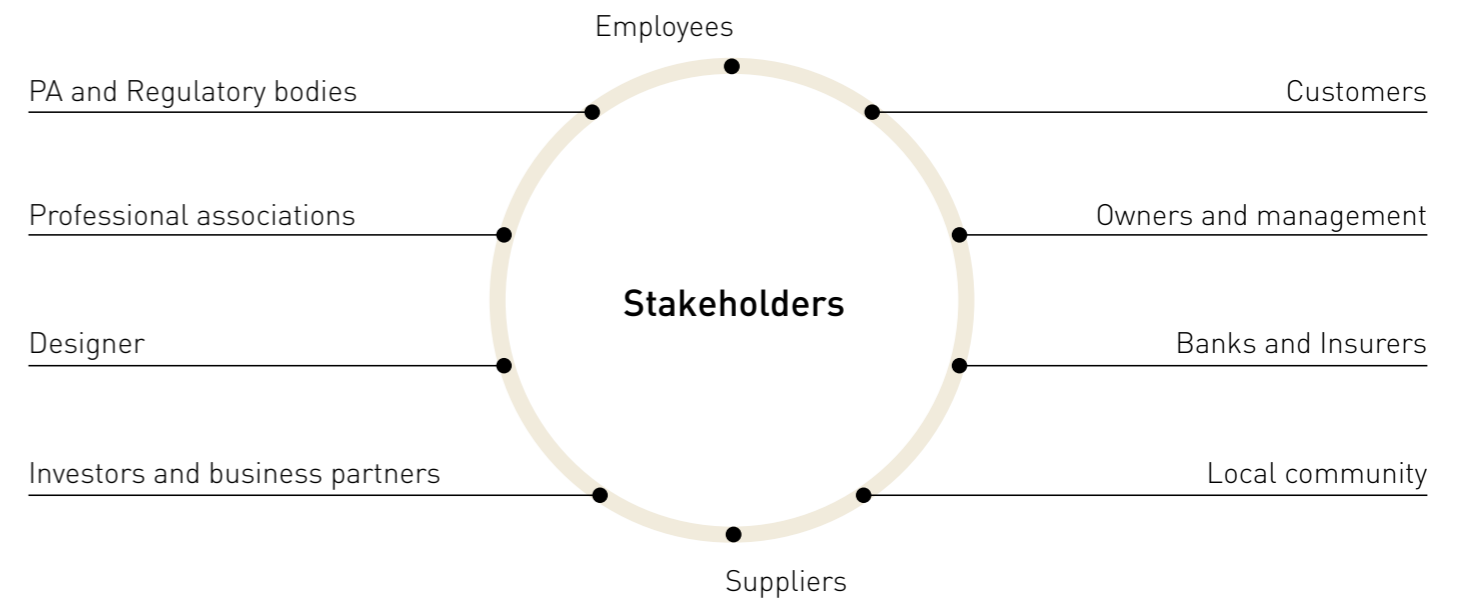 Employees
PA and Regulatory bodies
Customers
Professional associations
Owners and management
Stakeholders
Designer
Banks and Insurers
Investors and business partners
Local community
Suppliers